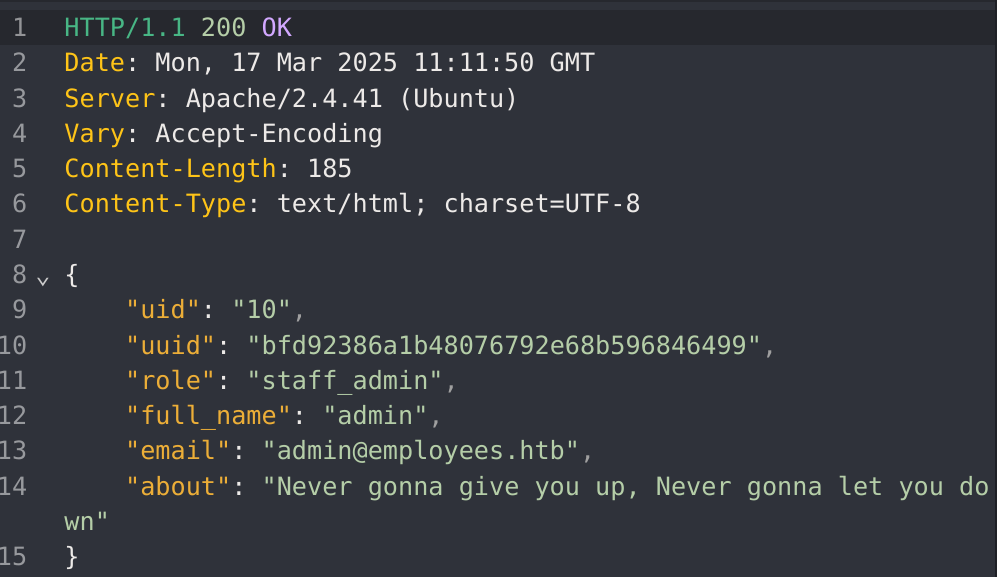 1 HTTP/1.1 200 OK
2 Date: Mon, 17 Mar 2025 11:11:50 GMT
3 Server: Apache/2.4.41 (Ubuntu)
4 Vary: Accept-Encoding
5 Content-Length: 185
6 Content-Type: text/html; charset=UTF-8
7
8 {
9 "uid": "10",
10 "uuid": "bfd92386a1b48076792e68b596846499",
11 "role": "staff_admin",
12 "full_name": "admin",
13 "email": "admin@employees.htb",
14 "about": "Never gonna give you up, Never gonna let you do
wn"
15 }